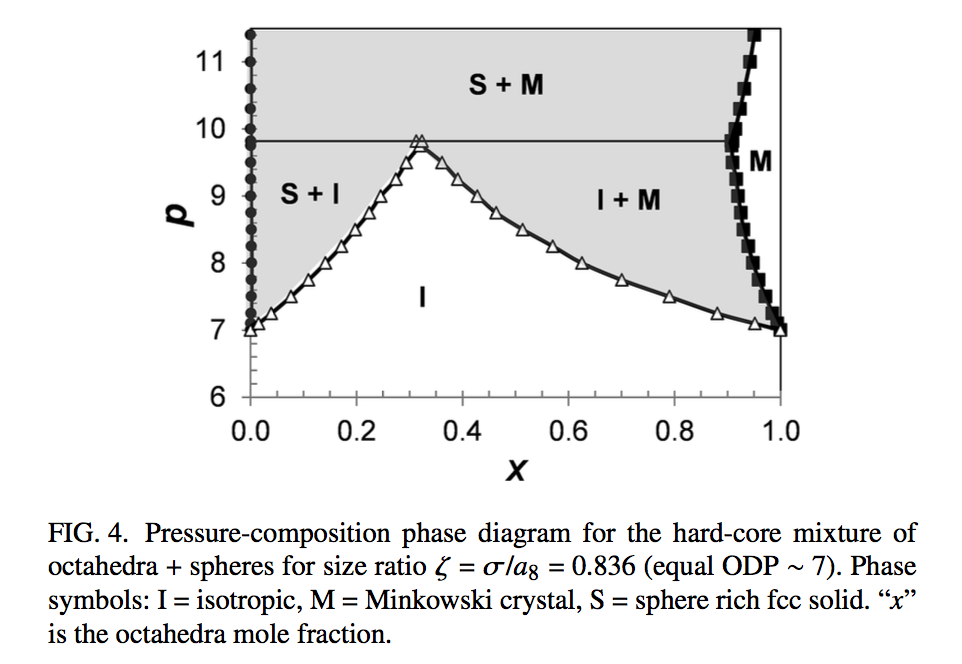 11
S + M
10
M
p
9
S + I
I + M
8
I
7
6
0.0 0.2 0.4 0.6 0.8 1.0
x
FIG. 4. Pressure-composition phase diagram for the hard-core mixture of
octahedra + spheres for size ratio ζ = σ/a₈ = 0.836 (equal ODP ~ 7). Phase
symbols: I = isotropic, M = Minkowski crystal, S = sphere rich fcc solid. “x”
is the octahedra mole fraction.